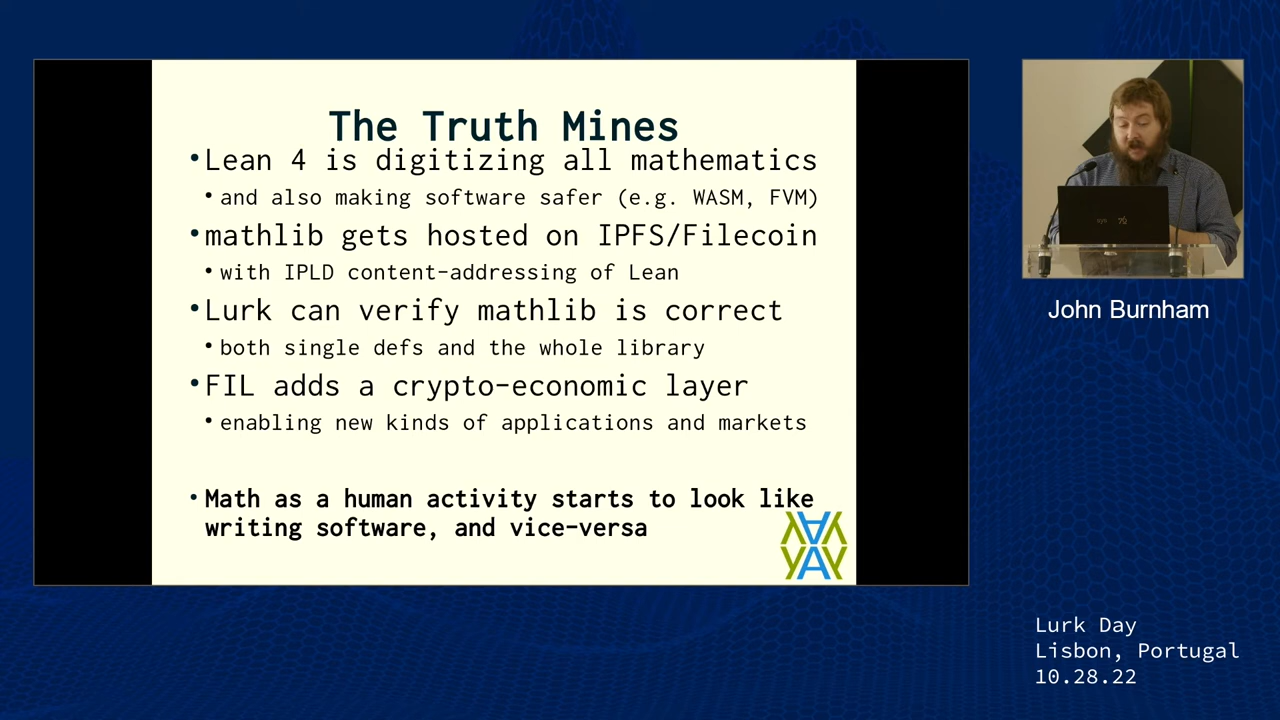 The Truth Mines
•Lean 4 is digitizing all mathematics
•and also making software safer (e.g. WASM, FVM)
•mathlib gets hosted on IPFS/Filecoin
•with IPLD content-addressing of Lean
•Lurk can verify mathlib is correct
•both single defs and the whole library
•FIL adds a crypto-economic layer
•enabling new kinds of applications and markets
•Math as a human activity starts to look like
writing software, and vice-versa
John Burnham
Lurk Day
Lisbon, Portugal
10.28.22